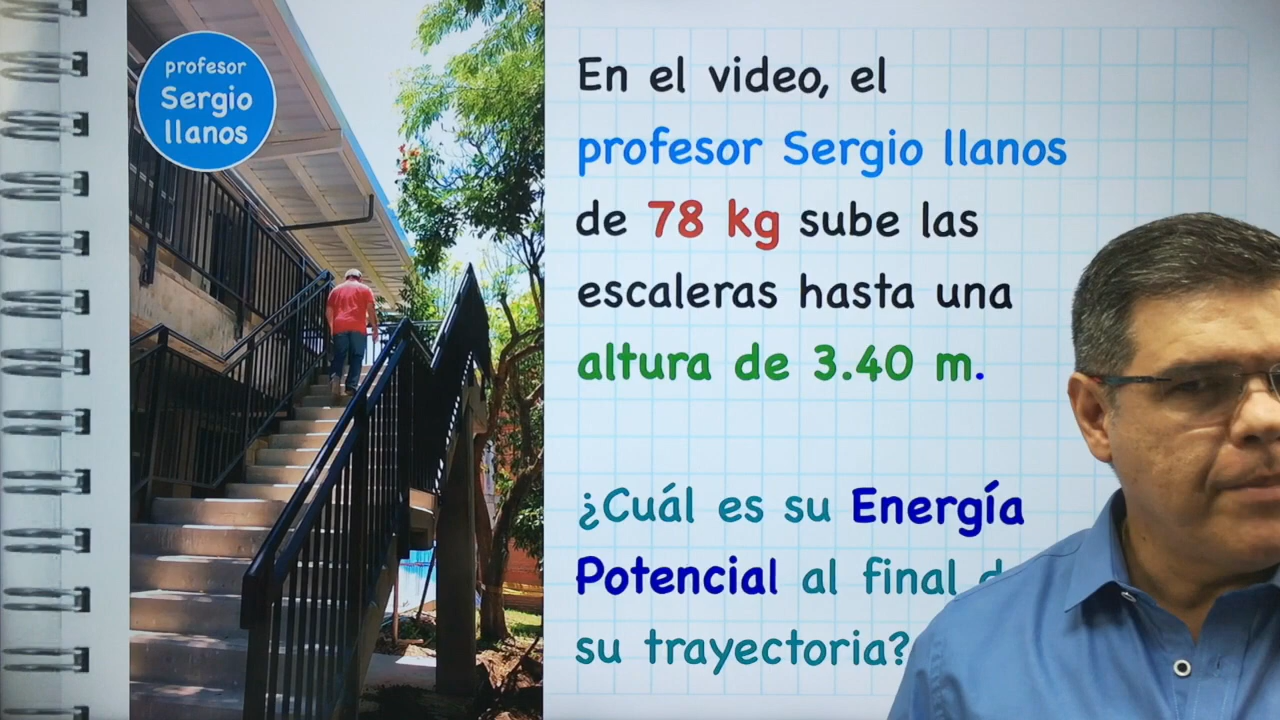 profesor
Sergio
llanos
En el video, el
profesor Sergio llanos
de 78 kg sube las
escaleras hasta una
altura de 3.40 m.
¿Cuál es su Energía
Potencial al final
su trayectoria?